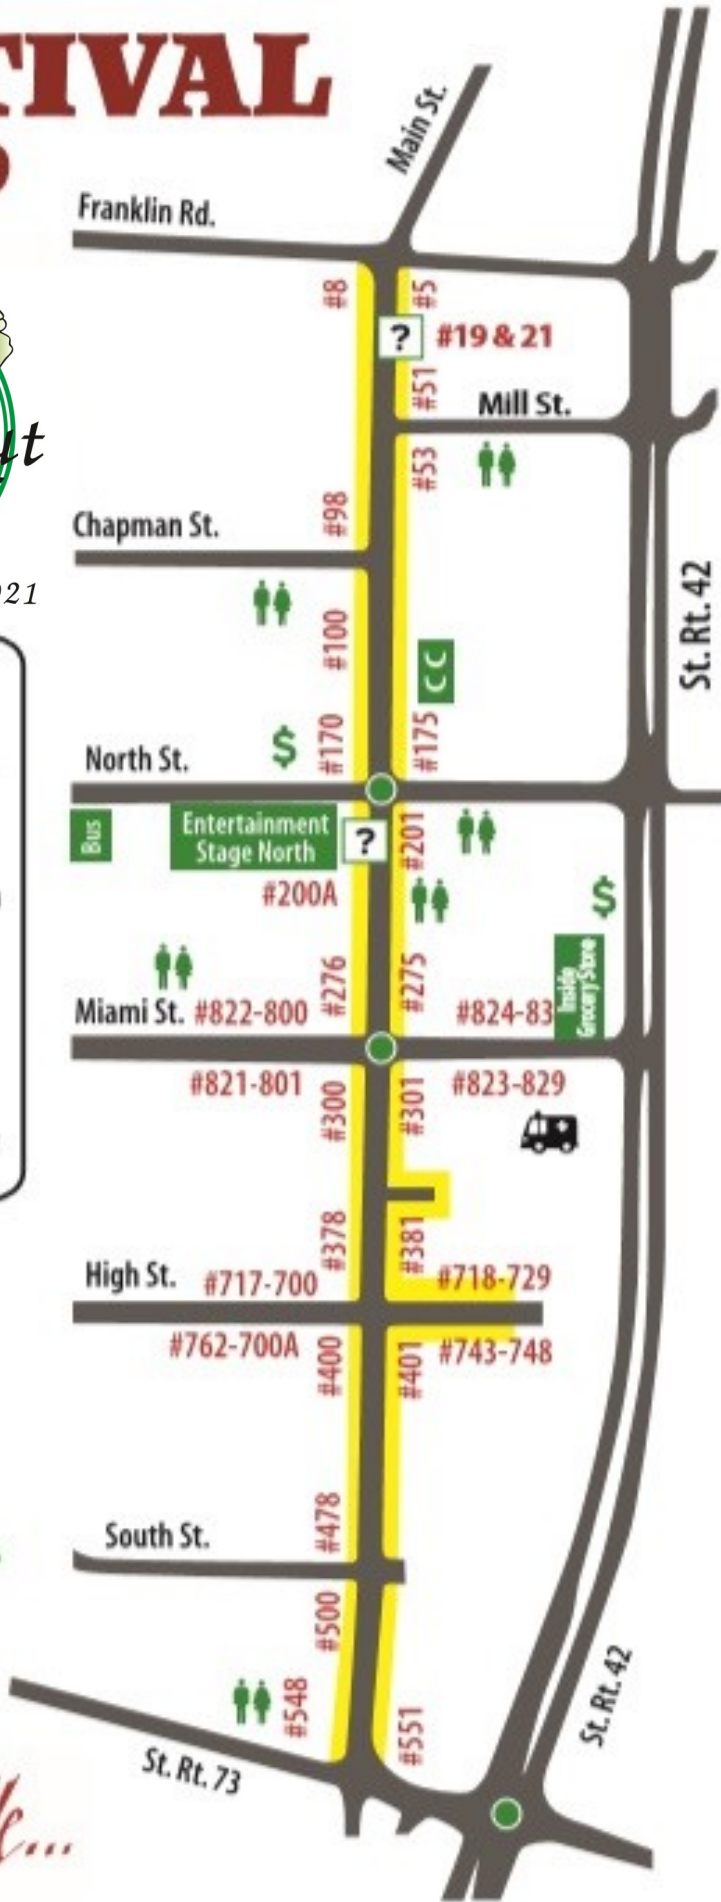 TIVAL
Main St.
Franklin Rd.
#8
#5
?
#19 & 21
#51
Mill St.
#53
ut
#98
Chapman St.
021
St. Rt. 42
#100
C C
#170
#175
$
North St.
Bus
Entertainment
Stage North
?
#201
#200A
$
#276
#275
Inside
Grocery Store
Miami St.
#822-800
#824-83
#821-801
#823-829
#300
#301
#378
#381
High St.
#717-700
#718-729
#762-700A
#743-748
#400
#401
#478
South St.
#500
#548
#551
St. Rt. 42
St. Rt. 73